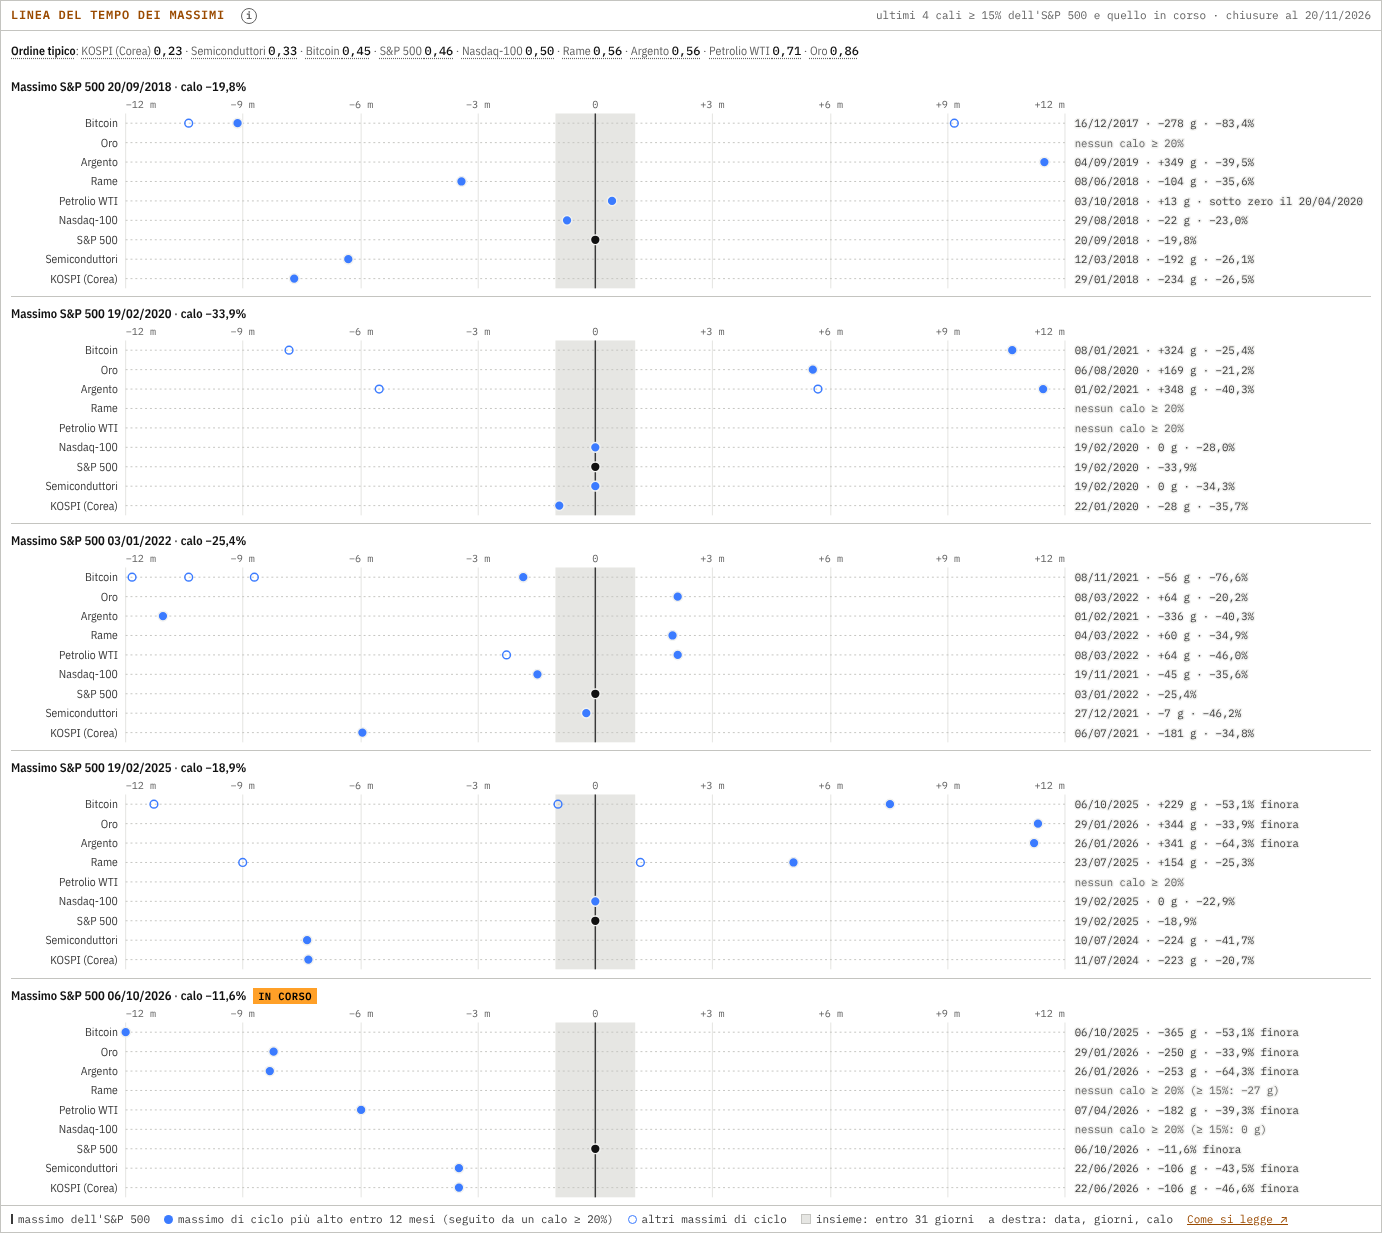 LINEA DEL TEMPO DEI MASSIMI i ultimi 4 cali ≥ 15% dell'S&P 500 e quello in corso · chiusure al 20/11/2026
Ordine tipico: KOSPI (Corea) 0,23 · Semiconduttori 0,33 · Bitcoin 0,45 · S&P 500 0,46 · Nasdaq-100 0,50 · Rame 0,56 · Argento 0,56 · Petrolio WTI 0,71 · Oro 0,86
Massimo S&P 500 20/09/2018 · calo −19,8%
−12 m −9 m −6 m −3 m 0 +3 m +6 m +9 m +12 m
Bitcoin 16/12/2017 · −278 g · −83,4%
Oro nessun calo ≥ 20%
Argento 04/09/2019 · +349 g · −39,5%
Rame 08/06/2018 · −104 g · −35,6%
Petrolio WTI 03/10/2018 · +13 g · sotto zero il 20/04/2020
Nasdaq-100 29/08/2018 · −22 g · −23,0%
S&P 500 20/09/2018 · −19,8%
Semiconduttori 12/03/2018 · −192 g · −26,1%
KOSPI (Corea) 29/01/2018 · −234 g · −26,5%
Massimo S&P 500 19/02/2020 · calo −33,9%
−12 m −9 m −6 m −3 m 0 +3 m +6 m +9 m +12 m
Bitcoin 08/01/2021 · +324 g · −25,4%
Oro 06/08/2020 · +169 g · −21,2%
Argento 01/02/2021 · +348 g · −40,3%
Rame nessun calo ≥ 20%
Petrolio WTI nessun calo ≥ 20%
Nasdaq-100 19/02/2020 · 0 g · −28,0%
S&P 500 19/02/2020 · −33,9%
Semiconduttori 19/02/2020 · 0 g · −34,3%
KOSPI (Corea) 22/01/2020 · −28 g · −35,7%
Massimo S&P 500 03/01/2022 · calo −25,4%
−12 m −9 m −6 m −3 m 0 +3 m +6 m +9 m +12 m
Bitcoin 08/11/2021 · −56 g · −76,6%
Oro 08/03/2022 · +64 g · −20,2%
Argento 01/02/2021 · −336 g · −40,3%
Rame 04/03/2022 · +60 g · −34,9%
Petrolio WTI 08/03/2022 · +64 g · −46,0%
Nasdaq-100 19/11/2021 · −45 g · −35,6%
S&P 500 03/01/2022 · −25,4%
Semiconduttori 27/12/2021 · −7 g · −46,2%
KOSPI (Corea) 06/07/2021 · −181 g · −34,8%
Massimo S&P 500 19/02/2025 · calo −18,9%
−12 m −9 m −6 m −3 m 0 +3 m +6 m +9 m +12 m
Bitcoin 06/10/2025 · +229 g · −53,1% finora
Oro 29/01/2026 · +344 g · −33,9% finora
Argento 26/01/2026 · +341 g · −64,3% finora
Rame 23/07/2025 · +154 g · −25,3%
Petrolio WTI nessun calo ≥ 20%
Nasdaq-100 19/02/2025 · 0 g · −22,9%
S&P 500 19/02/2025 · −18,9%
Semiconduttori 10/07/2024 · −224 g · −41,7%
KOSPI (Corea) 11/07/2024 · −223 g · −20,7%
Massimo S&P 500 06/10/2026 · calo −11,6% IN CORSO
−12 m −9 m −6 m −3 m 0 +3 m +6 m +9 m +12 m
Bitcoin 06/10/2025 · −365 g · −53,1% finora
Oro 29/01/2026 · −250 g · −33,9% finora
Argento 26/01/2026 · −253 g · −64,3% finora
Rame nessun calo ≥ 20% (≥ 15%: −27 g)
Petrolio WTI 07/04/2026 · −182 g · −39,3% finora
Nasdaq-100 nessun calo ≥ 20% (≥ 15%: 0 g)
S&P 500 06/10/2026 · −11,6% finora
Semiconduttori 22/06/2026 · −106 g · −43,5% finora
KOSPI (Corea) 22/06/2026 · −106 g · −46,6% finora
massimo dell'S&P 500 massimo di ciclo più alto entro 12 mesi (seguito da un calo ≥ 20%) altri massimi di ciclo insieme: entro 31 giorni a destra: data, giorni, calo Come si legge ↗